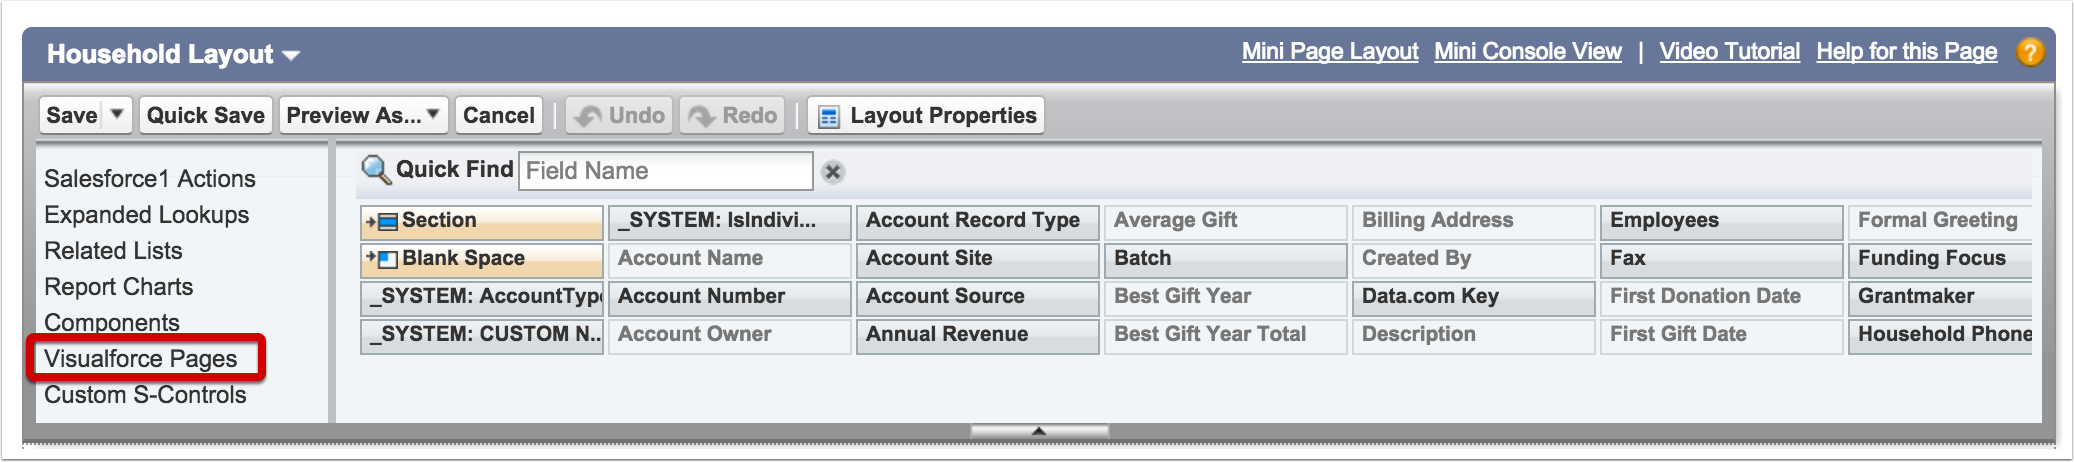 Household Layout
Mini Page Layout Mini Console View | Video Tutorial Help for this Page ?
Save Quick Save Preview As... Cancel Undo Redo Layout Properties
Salesforce1 Actions
Expanded Lookups
Related Lists
Report Charts
Components
Visualforce Pages
Custom S-Controls
Quick Find Field Name
Section _SYSTEM: IsIndivi... Account Record Type Average Gift Billing Address Employees Formal Greeting
Blank Space Account Name Account Site Batch Created By Fax Funding Focus
_SYSTEM: AccountType Account Number Account Source Best Gift Year Data.com Key First Donation Date Grantmaker
_SYSTEM: CUSTOM N... Account Owner Annual Revenue Best Gift Year Total Description First Gift Date Household Phone